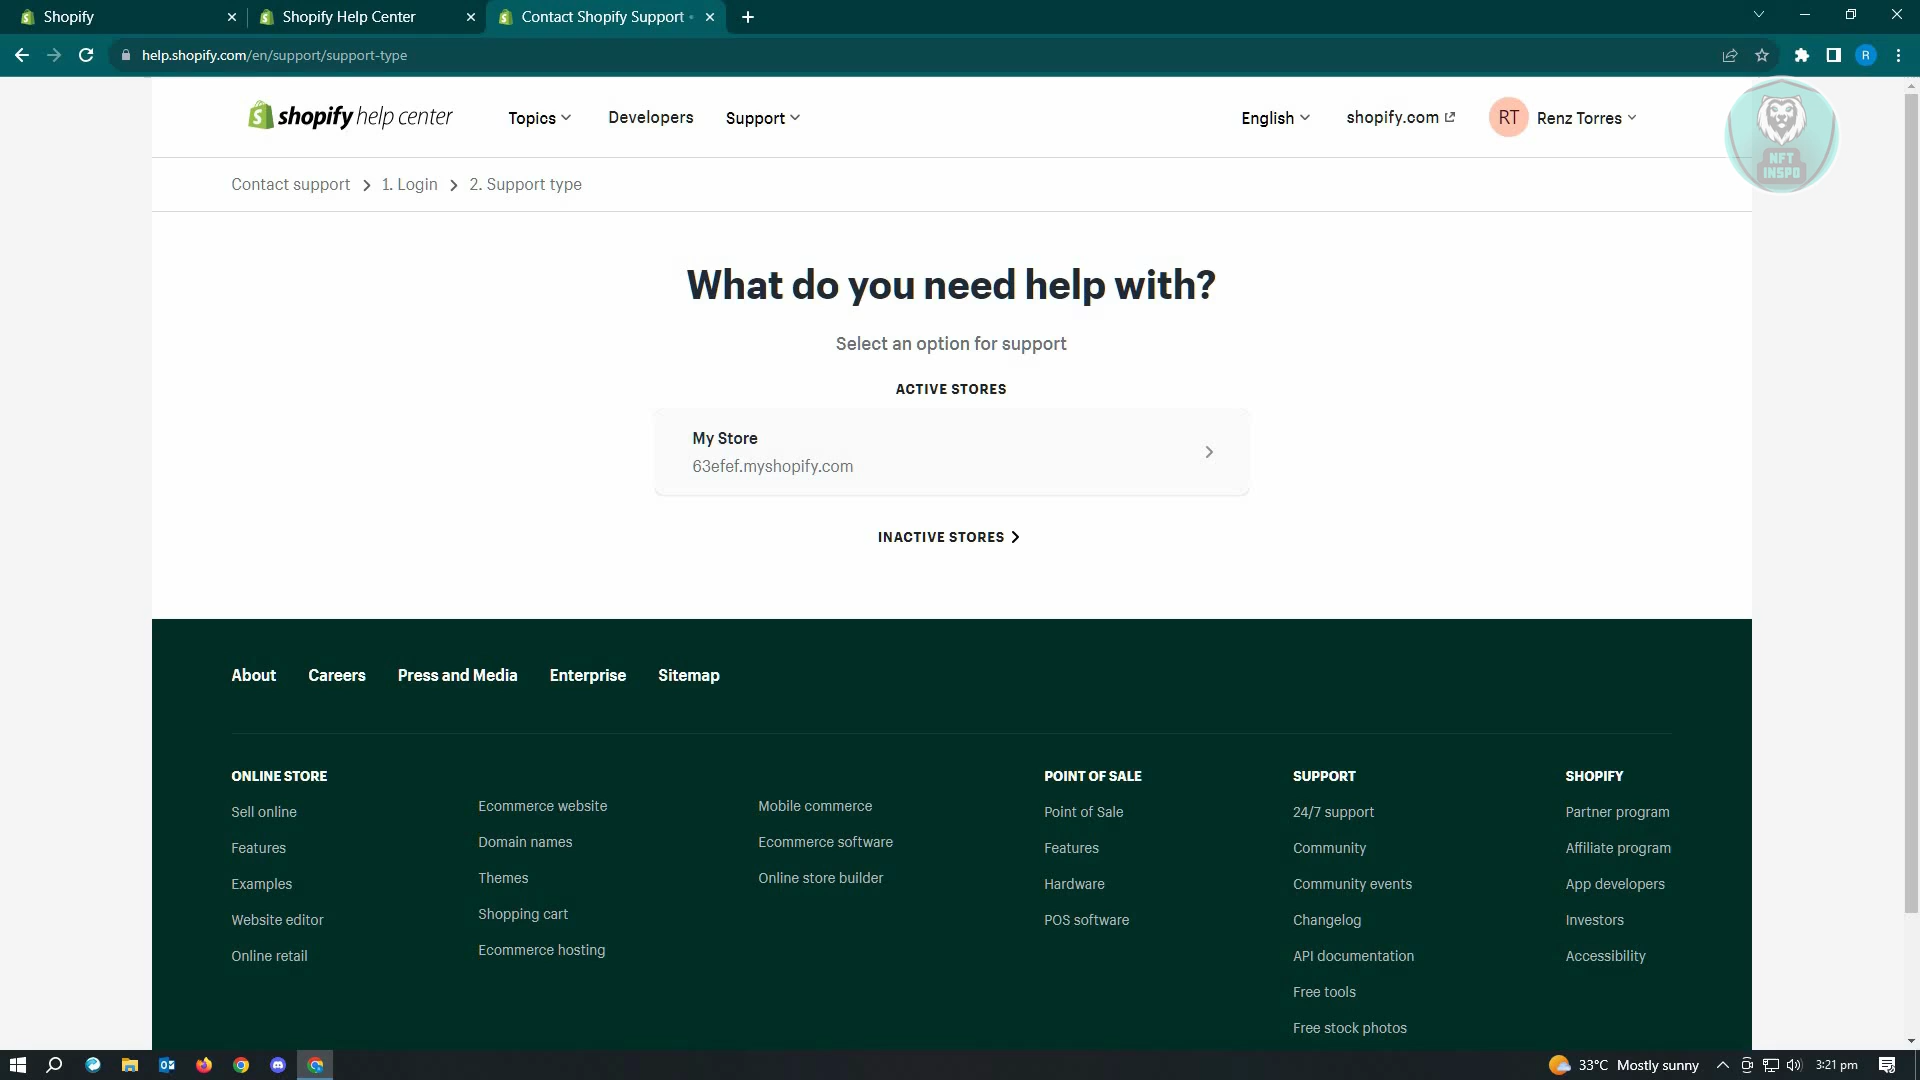 Shopify
Shopify Help Center
Contact Shopify Support
help.shopify.com/en/support/support-type
R
shopify help center
Topics
Developers
Support
English
shopify.com
RT
Renz Torres
NFT
INSPO
Contact support > 1. Login > 2. Support type
What do you need help with?
Select an option for support
ACTIVE STORES
My Store
63efef.myshopify.com
INACTIVE STORES
About
Careers
Press and Media
Enterprise
Sitemap
ONLINE STORE
Sell online
Features
Examples
Website editor
Online retail
Ecommerce website
Domain names
Themes
Shopping cart
Ecommerce hosting
Mobile commerce
Ecommerce software
Online store builder
POINT OF SALE
Point of Sale
Features
Hardware
POS software
SUPPORT
24/7 support
Community
Community events
Changelog
API documentation
Free tools
Free stock photos
SHOPIFY
Partner program
Affiliate program
App developers
Investors
Accessibility
33°C Mostly sunny
3:21 pm